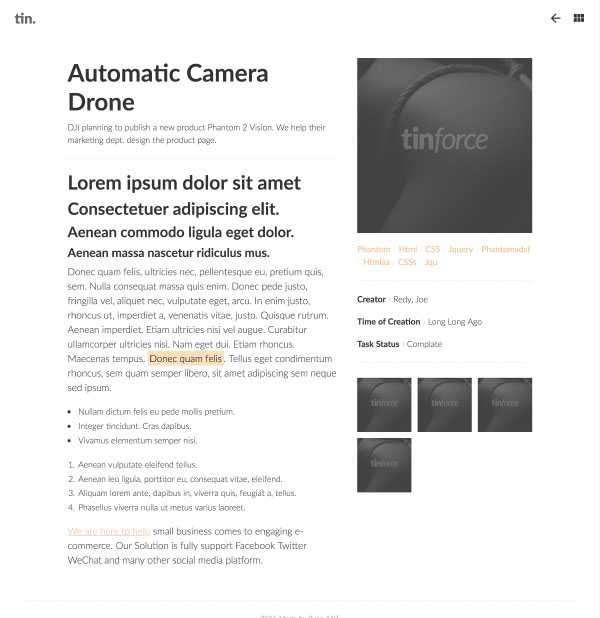 tin.
Automatic Camera
Drone
DJI planning to publish a new product Phantom 2 Vision. We help their
marketing dept. design the product page.
Lorem ipsum dolor sit amet
Consectetuer adipiscing elit.
Aenean commodo ligula eget dolor.
Aenean massa nascetur ridiculus mus.
Donec quam felis, ultricies nec, pellentesque eu, pretium quis,
sem. Nulla consequat massa quis enim. Donec pede justo,
fringilla vel, aliquet nec, vulputate eget, arcu. In enim justo,
rhoncus ut, imperdiet a, venenatis vitae, justo. Quisque rutrum.
Aenean imperdiet. Etiam ultricies nisi vel augue. Curabitur
ullamcorper ultricies nisi. Nam eget dui. Etiam rhoncus.
Maecenas tempus, Donec quam felis . Tellus eget condimentum
rhoncus, sem quam semper libero, sit amet adipiscing sem neque
sed ipsum.
• Nullam dictum felis eu pede mollis pretium.
• Integer tincidunt. Cras dapibus.
• Vivamus elementum semper nisi.
1. Aenean vulputate eleifend tellus.
2. Aenean leo ligula, porttitor eu, consequat vitae, eleifend.
3. Aliquam lorem ante, dapibus in, viverra quis, feugiat a, tellus.
4. Phasellus viverra nulla ut metus varius laoreet.
We are here to help small business comes to engaging e-
commerce. Our Solution is fully support Facebook Twitter
WeChat and many other social media platform.
tinforce
Phantom / Html / CSS / Jquery / Phantomadsf
/ Htmlaa / CSSs / Jqu
Creator / Redy, Joe
Time of Creation / Long Long Ago
Task Status / Complate
tinforce
tinforce
tinforce
tinforce